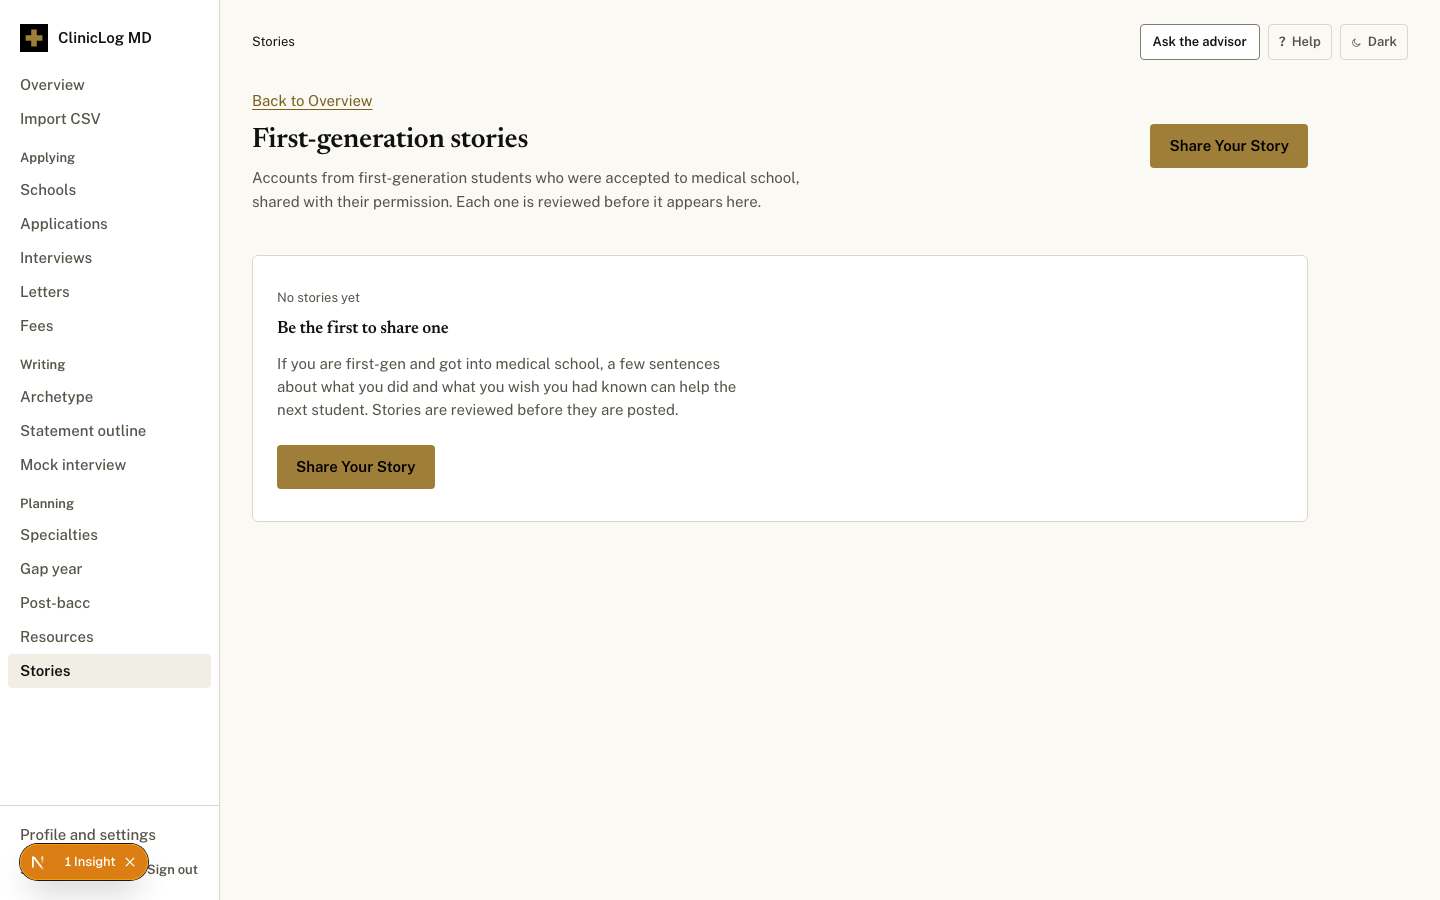 ClinicLog MD
Overview
Import CSV
Applying
Schools
Applications
Interviews
Letters
Fees
Writing
Archetype
Statement outline
Mock interview
Planning
Specialties
Gap year
Post-bacc
Resources
Stories
Profile and settings
1 Insight
Sign out
Stories
Ask the advisor
? Help
Dark
Back to Overview
First-generation stories
Share Your Story
Accounts from first-generation students who were accepted to medical school,
shared with their permission. Each one is reviewed before it appears here.
No stories yet
Be the first to share one
If you are first-gen and got into medical school, a few sentences
about what you did and what you wish you had known can help the
next student. Stories are reviewed before they are posted.
Share Your Story